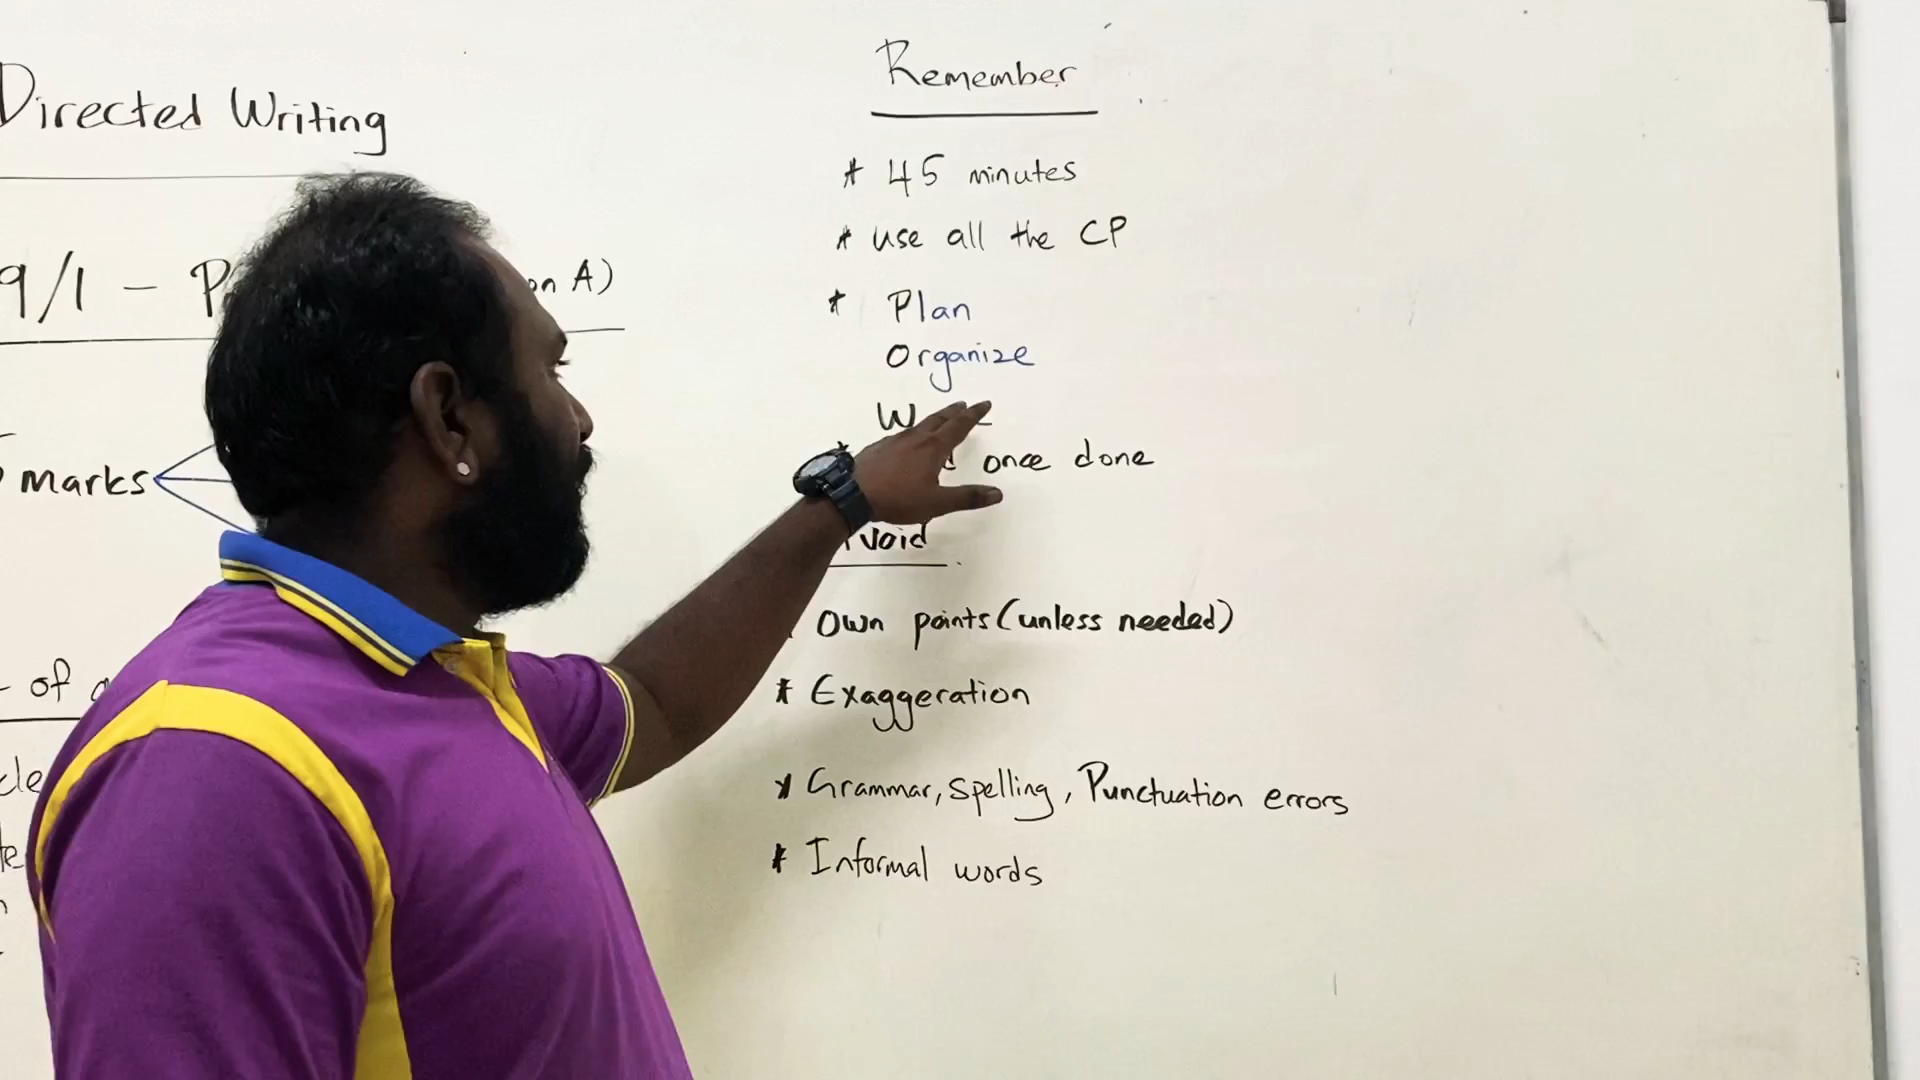 Directed Writing
9/1 - P on A)
marks
- of
Remember
* 45 minutes
* use all the CP
* Plan
Organize
once done
void
Own points (unless needed)
* Exaggeration
* Grammar, spelling, Punctuation errors
* Informal words